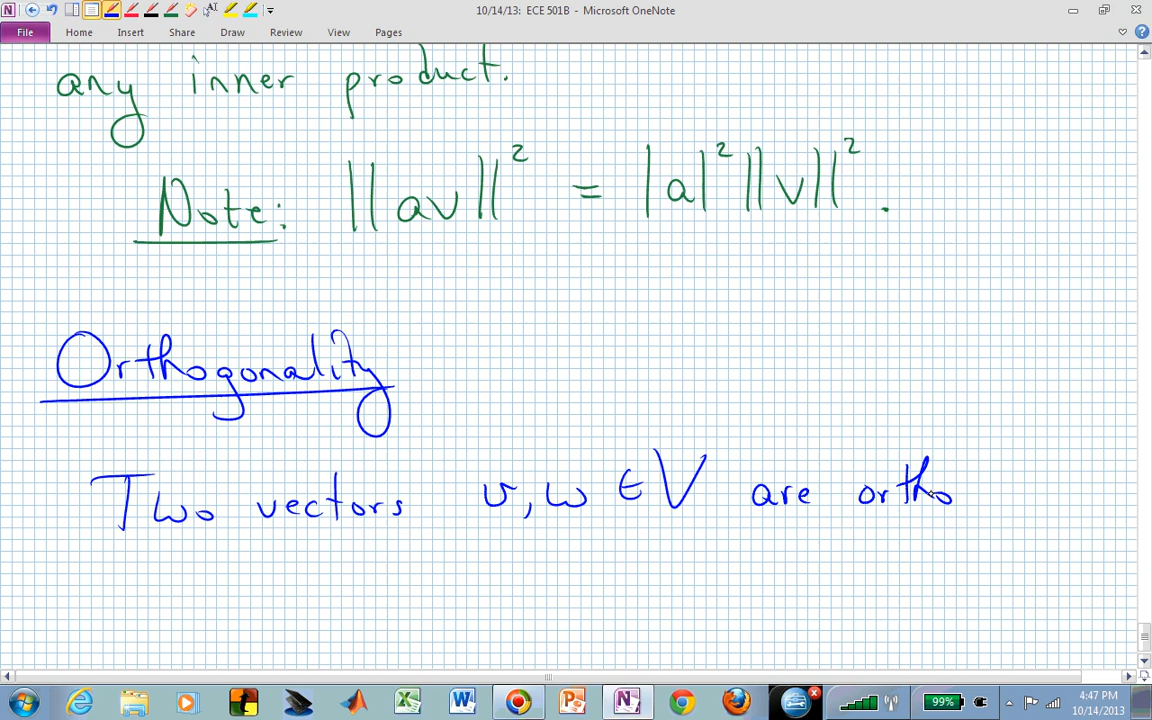 10/14/13: ECE 501B - Microsoft OneNote
File Home Insert Share Draw Review View Pages
any inner product.
Note: ||av||² = |a|² ||v||².
Orthogonality
Two vectors v, w ∈ V are ortho
99%
4:47 PM
10/14/2013